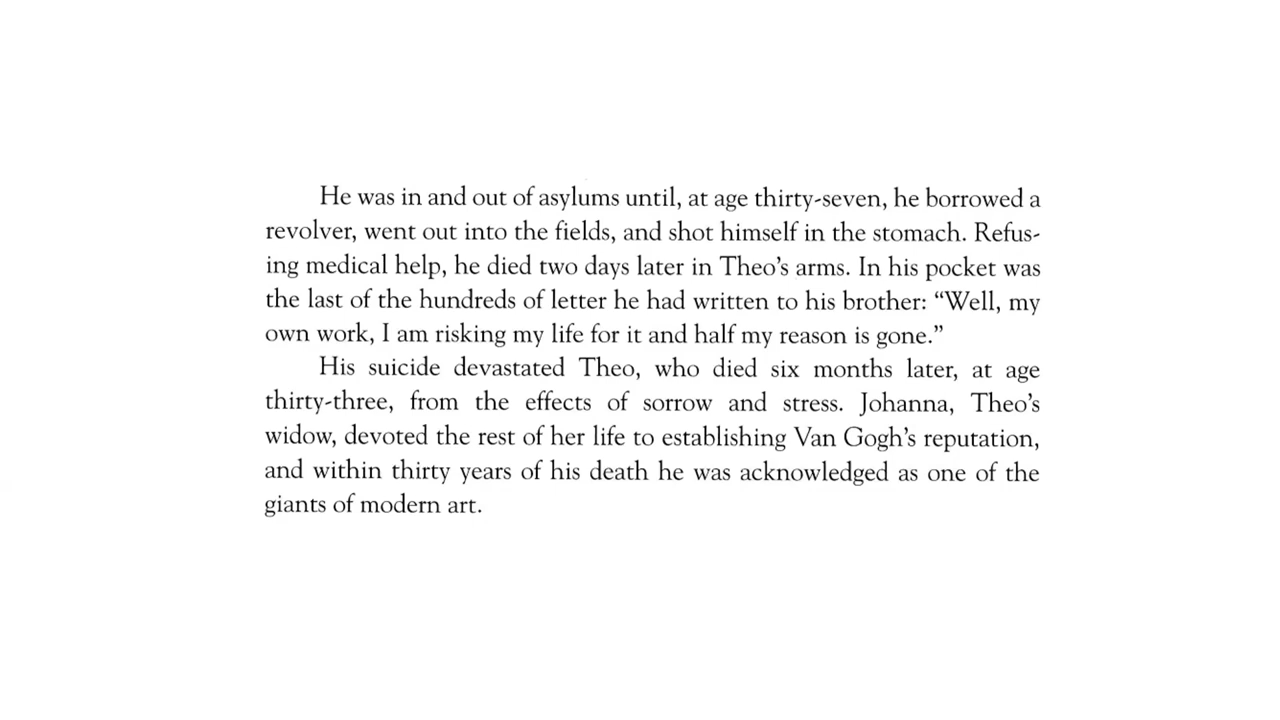 He was in and out of asylums until, at age thirty-seven, he borrowed a
revolver, went out into the fields, and shot himself in the stomach. Refus-
ing medical help, he died two days later in Theo's arms. In his pocket was
the last of the hundreds of letter he had written to his brother: “Well, my
own work, I am risking my life for it and half my reason is gone.”
His suicide devastated Theo, who died six months later, at age
thirty-three, from the effects of sorrow and stress. Johanna, Theo's
widow, devoted the rest of her life to establishing Van Gogh's reputation,
and within thirty years of his death he was acknowledged as one of the
giants of modern art.